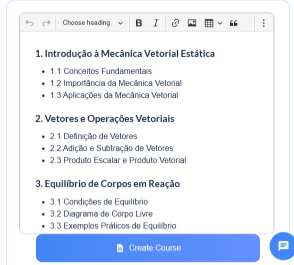 Choose heading
1. Introdução à Mecânica Vetorial Estática
1.1 Conceitos Fundamentais
1.2 Importância da Mecânica Vetorial
1.3 Aplicações da Mecânica Vetorial
2. Vetores e Operações Vetoriais
2.1 Definição de Vetores
2.2 Adição e Subtração de Vetores
2.3 Produto Escalar e Produto Vetorial
3. Equilíbrio de Corpos em Reação
3.1 Condições de Equilíbrio
3.2 Diagrama de Corpo Livre
3.3 Exemplos Práticos de Equilíbrio
Create Course